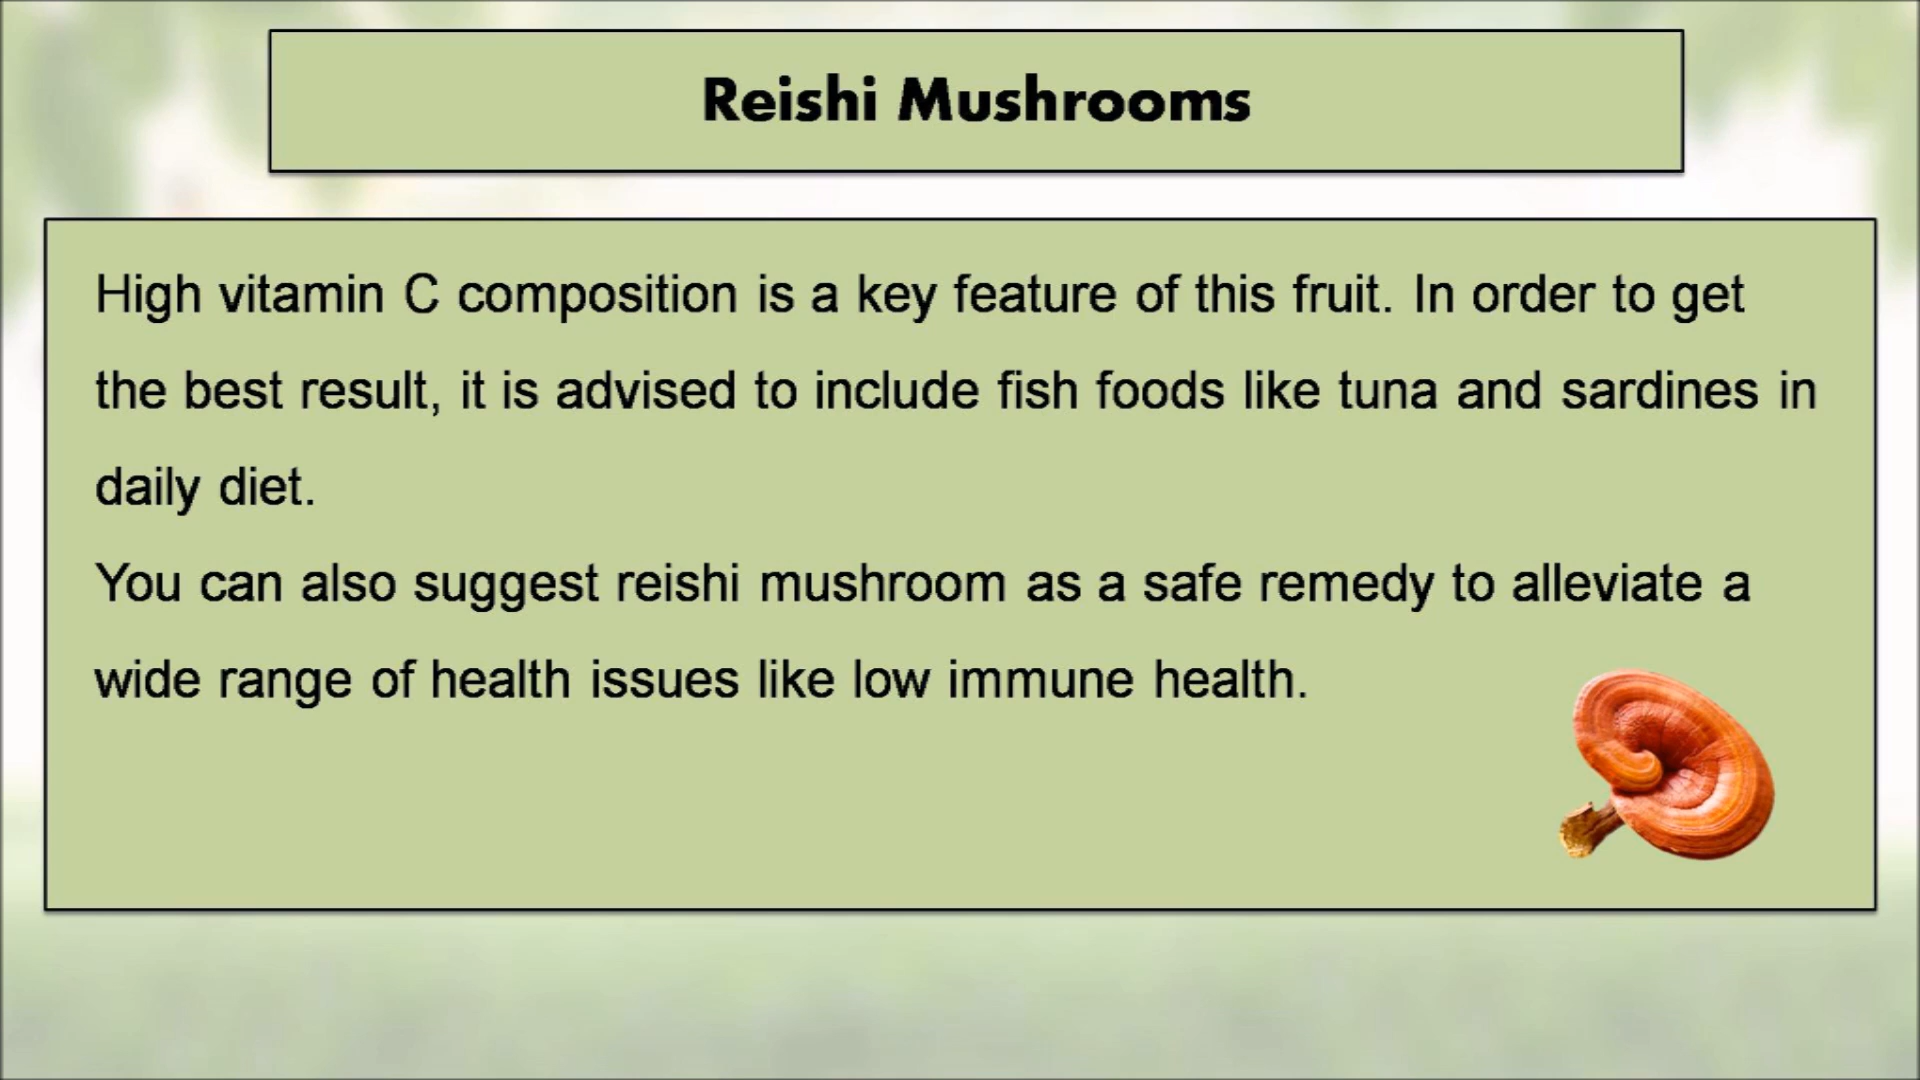 Reishi Mushrooms
High vitamin C composition is a key feature of this fruit. In order to get
the best result, it is advised to include fish foods like tuna and sardines in
daily diet.
You can also suggest reishi mushroom as a safe remedy to alleviate a
wide range of health issues like low immune health.